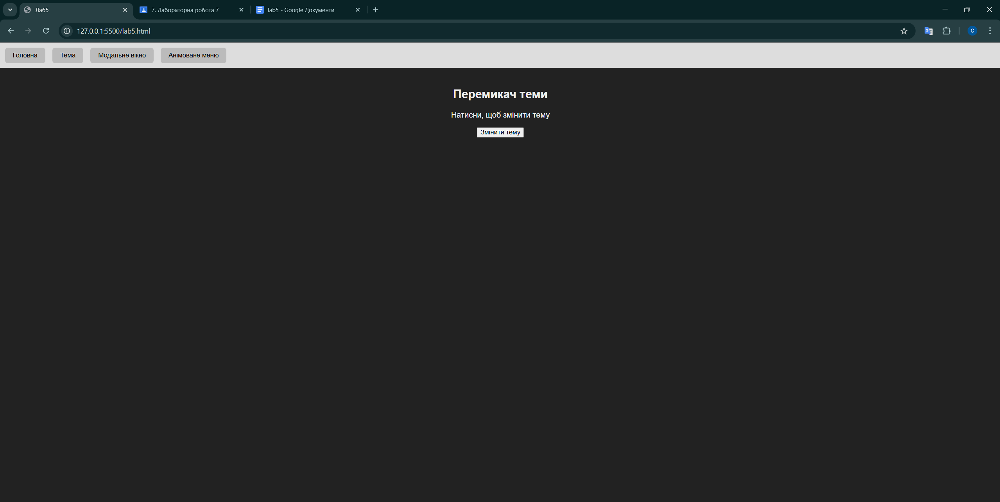 Лаб5
7. Лабораторна робота 7
lab5 - Google Документи
127.0.0.1:5500/lab5.html
C
Головна
Тема
Модальне вікно
Анімоване меню
Перемикач теми
Натисни, щоб змінити тему
Змінити тему